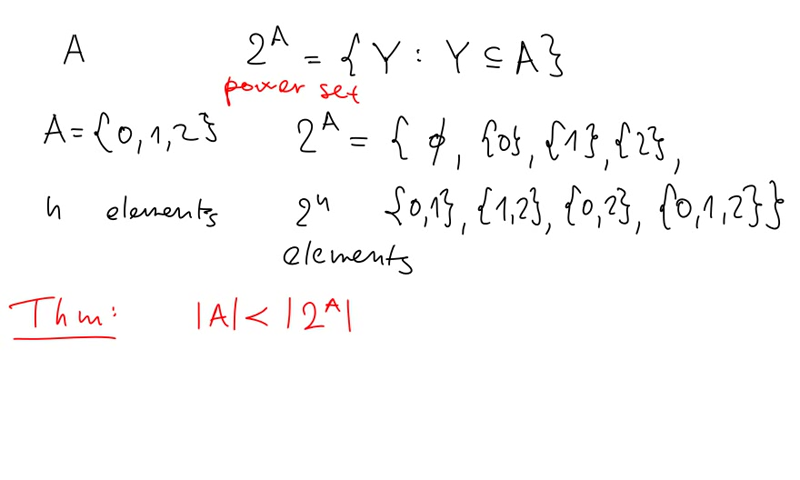 A 2^A = { Y : Y ⊆ A}
power set
A = {0,1,2} 2^A = { ϕ, {0}, {1}, {2},
n elements 2^n {0,1}, {1,2}, {0,2}, {0,1,2}}
elements
Thm: |A| < |2^A|